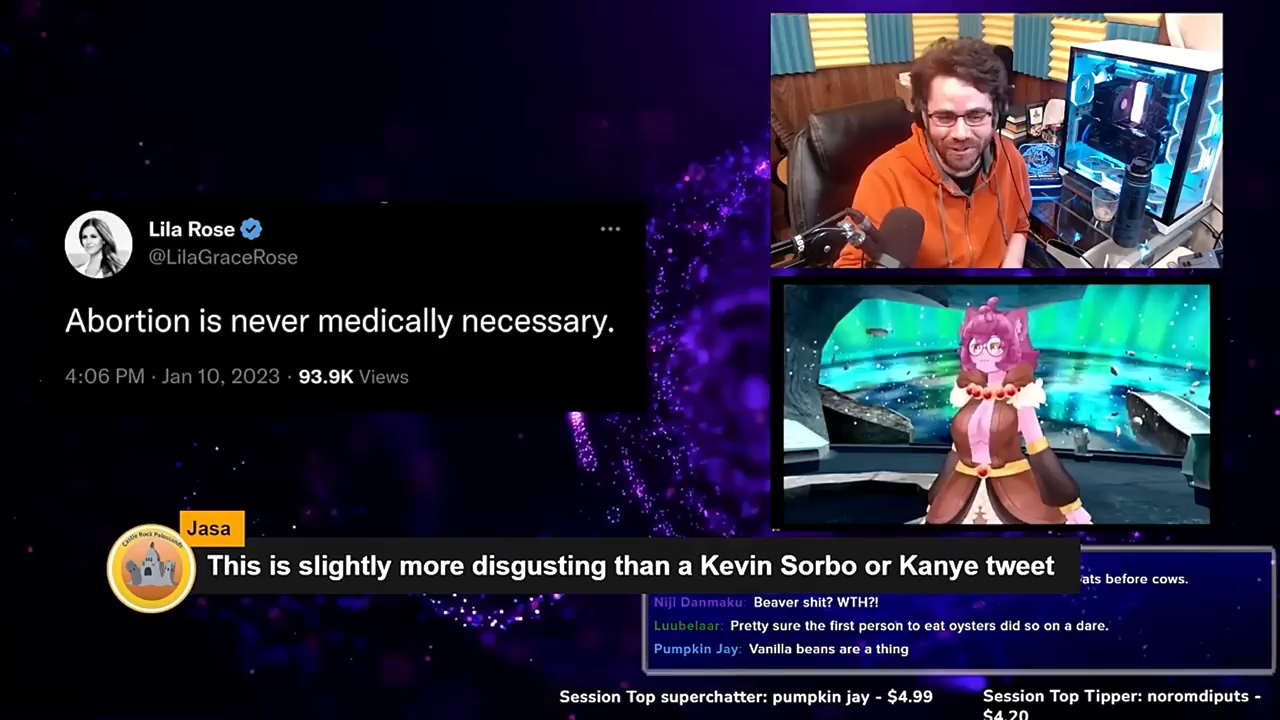 Lila Rose
@LilaGraceRose
Abortion is never medically necessary.
4:06 PM · Jan 10, 2023 · 93.9K Views
Jasa
Castle Rock
This is slightly more disgusting than a Kevin Sorbo or Kanye tweet
ats before cows.
Niji Danmaku: Beaver shit? WTH?!
Luubelaar: Pretty sure the first person to eat oysters did so on a dare.
Pumpkin Jay: Vanilla beans are a thing
Session Top superchatter: pumpkin jay - $4.99
Session Top Tipper: noromdiputs -
$4.20